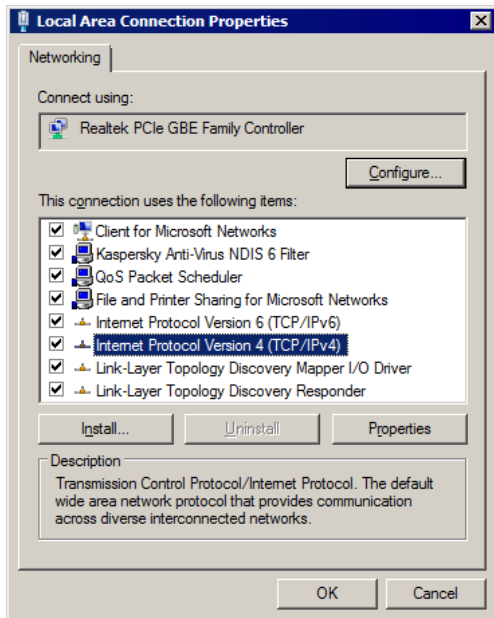 Local Area Connection Properties
Networking
Connect using:
Realtek PCIe GBE Family Controller
Configure...
This connection uses the following items:
Client for Microsoft Networks
Kaspersky Anti-Virus NDIS 6 Filter
QoS Packet Scheduler
File and Printer Sharing for Microsoft Networks
Internet Protocol Version 6 (TCP/IPv6)
Internet Protocol Version 4 (TCP/IPv4)
Link-Layer Topology Discovery Mapper I/O Driver
Link-Layer Topology Discovery Responder
Install... Uninstall Properties
Description
Transmission Control Protocol/Internet Protocol. The default
wide area network protocol that provides communication
across diverse interconnected networks.
OK Cancel